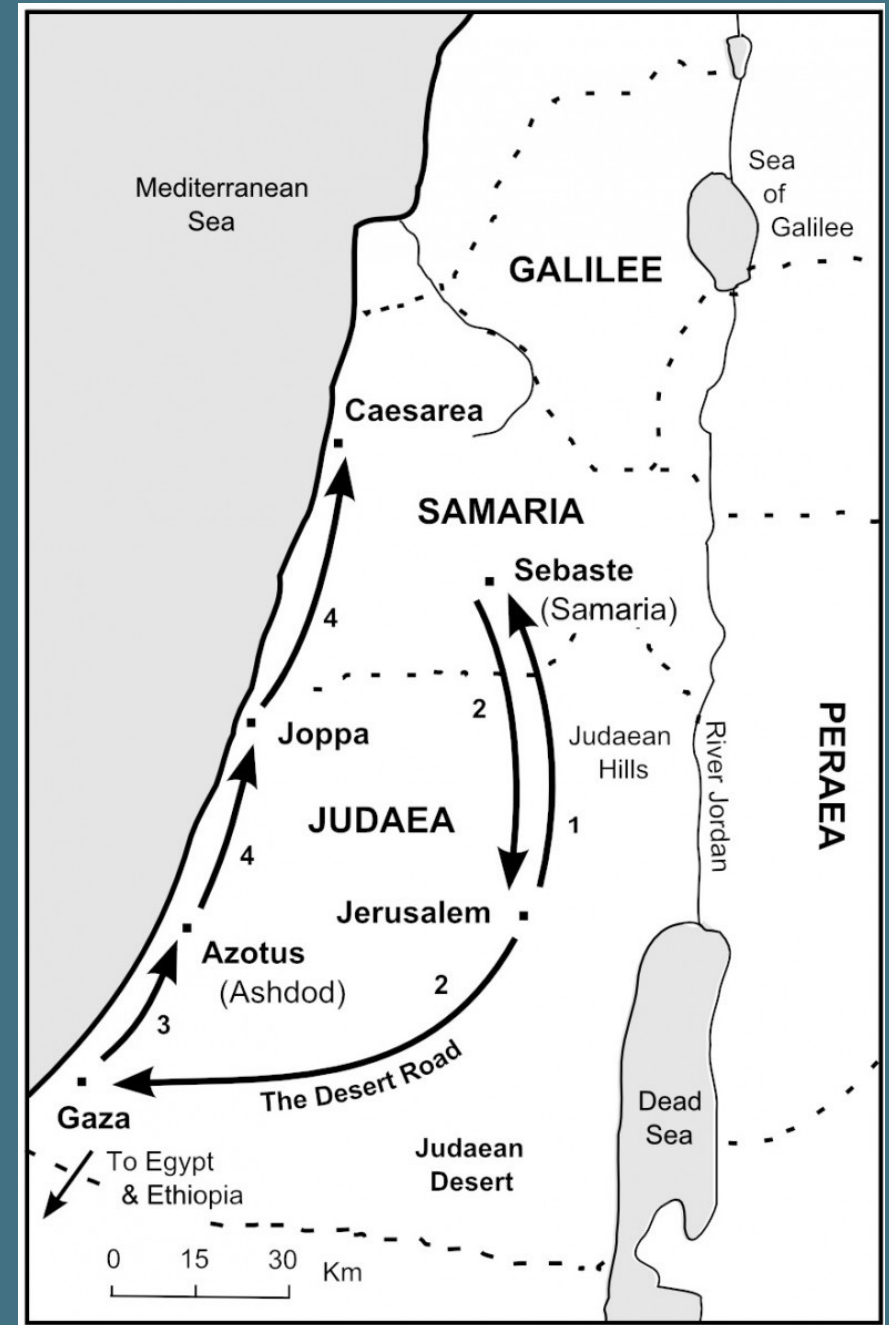 Mediterranean
Sea
Sea
of
Galilee
GALILEE
Caesarea
SAMARIA
Sebaste
(Samaria)
4
2
Joppa
Judaean
Hills
River Jordan
PERAEA
JUDAEA
1
4
Jerusalem
Azotus
(Ashdod)
2
3
The Desert Road
Gaza
Dead
Sea
To Egypt
& Ethiopia
Judaean
Desert
0 15 30 Km